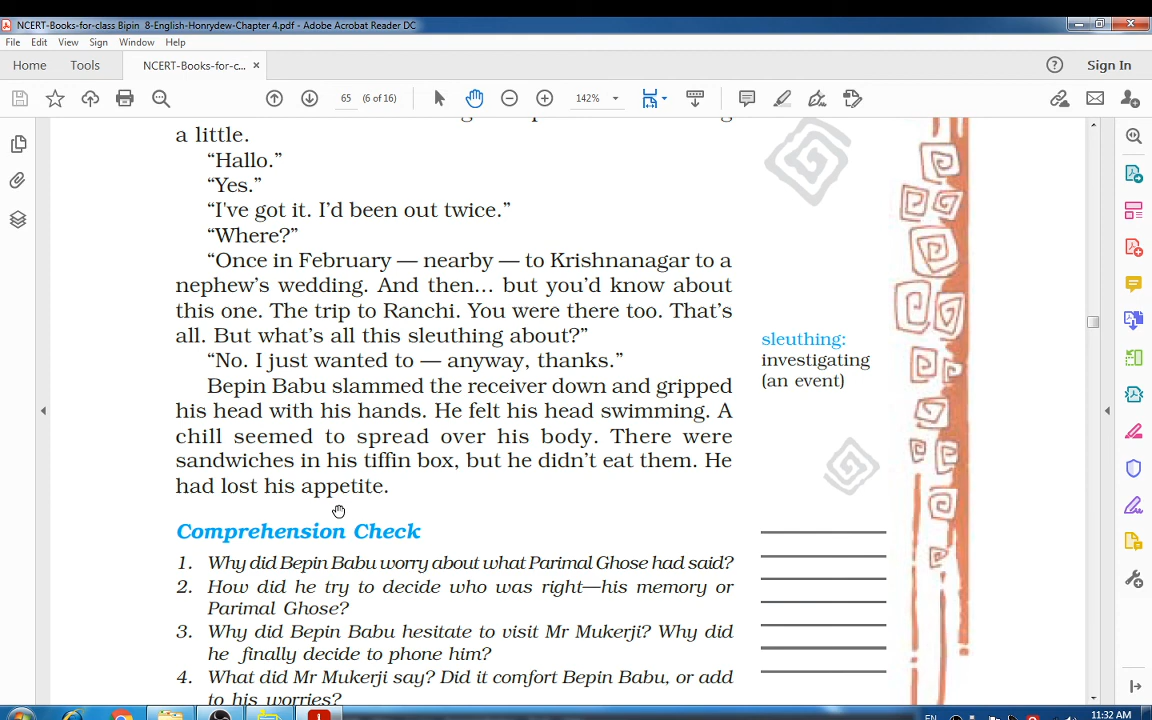 NCERT-Books-for-class Bipin 8-English-Honrydew-Chapter 4.pdf - Adobe Acrobat Reader DC
File Edit View Sign Window Help
Home Tools NCERT-Books-for-c... × Sign In
65 (6 of 16) 142%
a little.
“Hallo.”
“Yes.”
“I've got it. I’d been out twice.”
“Where?”
“Once in February — nearby — to Krishnanagar to a
nephew’s wedding. And then... but you’d know about
this one. The trip to Ranchi. You were there too. That’s
all. But what’s all this sleuthing about?”
“No. I just wanted to — anyway, thanks.”
Bepin Babu slammed the receiver down and gripped
his head with his hands. He felt his head swimming. A
chill seemed to spread over his body. There were
sandwiches in his tiffin box, but he didn’t eat them. He
had lost his appetite.
sleuthing:
investigating
(an event)
Comprehension Check
1. Why did Bepin Babu worry about what Parimal Ghose had said?
2. How did he try to decide who was right—his memory or
Parimal Ghose?
3. Why did Bepin Babu hesitate to visit Mr Mukerji? Why did
he finally decide to phone him?
4. What did Mr Mukerji say? Did it comfort Bepin Babu, or add
to his worries?
EN 11:32 AM